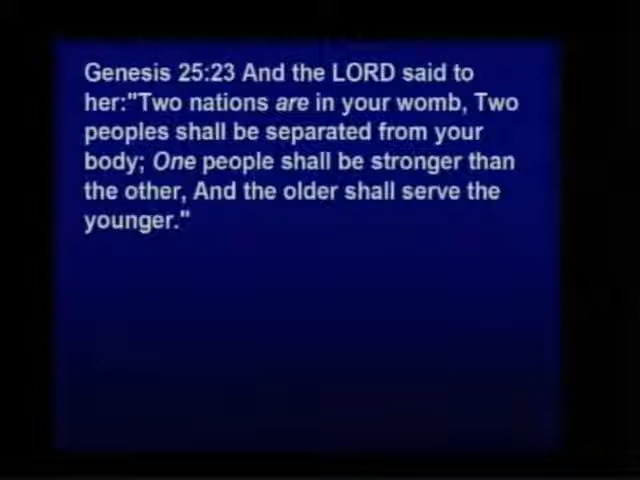 Genesis 25:23 And the LORD said to
her:"Two nations are in your womb, Two
peoples shall be separated from your
body; One people shall be stronger than
the other, And the older shall serve the
younger."